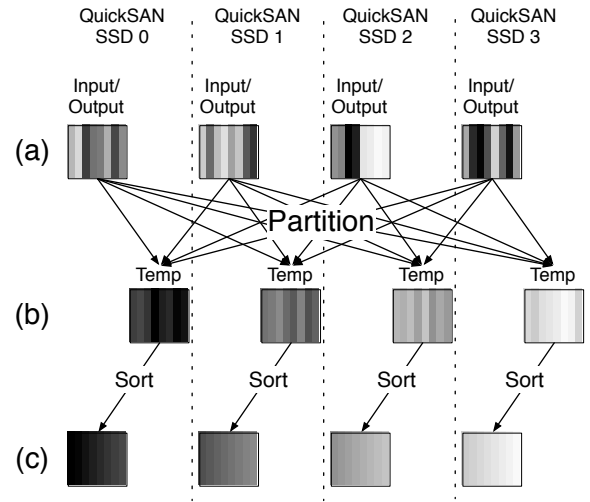 QuickSAN
SSD 0
QuickSAN
SSD 1
QuickSAN
SSD 2
QuickSAN
SSD 3
Input/
Output
Input/
Output
Input/
Output
Input/
Output
(a)
Partition
Temp
Temp
Temp
Temp
(b)
Sort
Sort
Sort
Sort
(c)